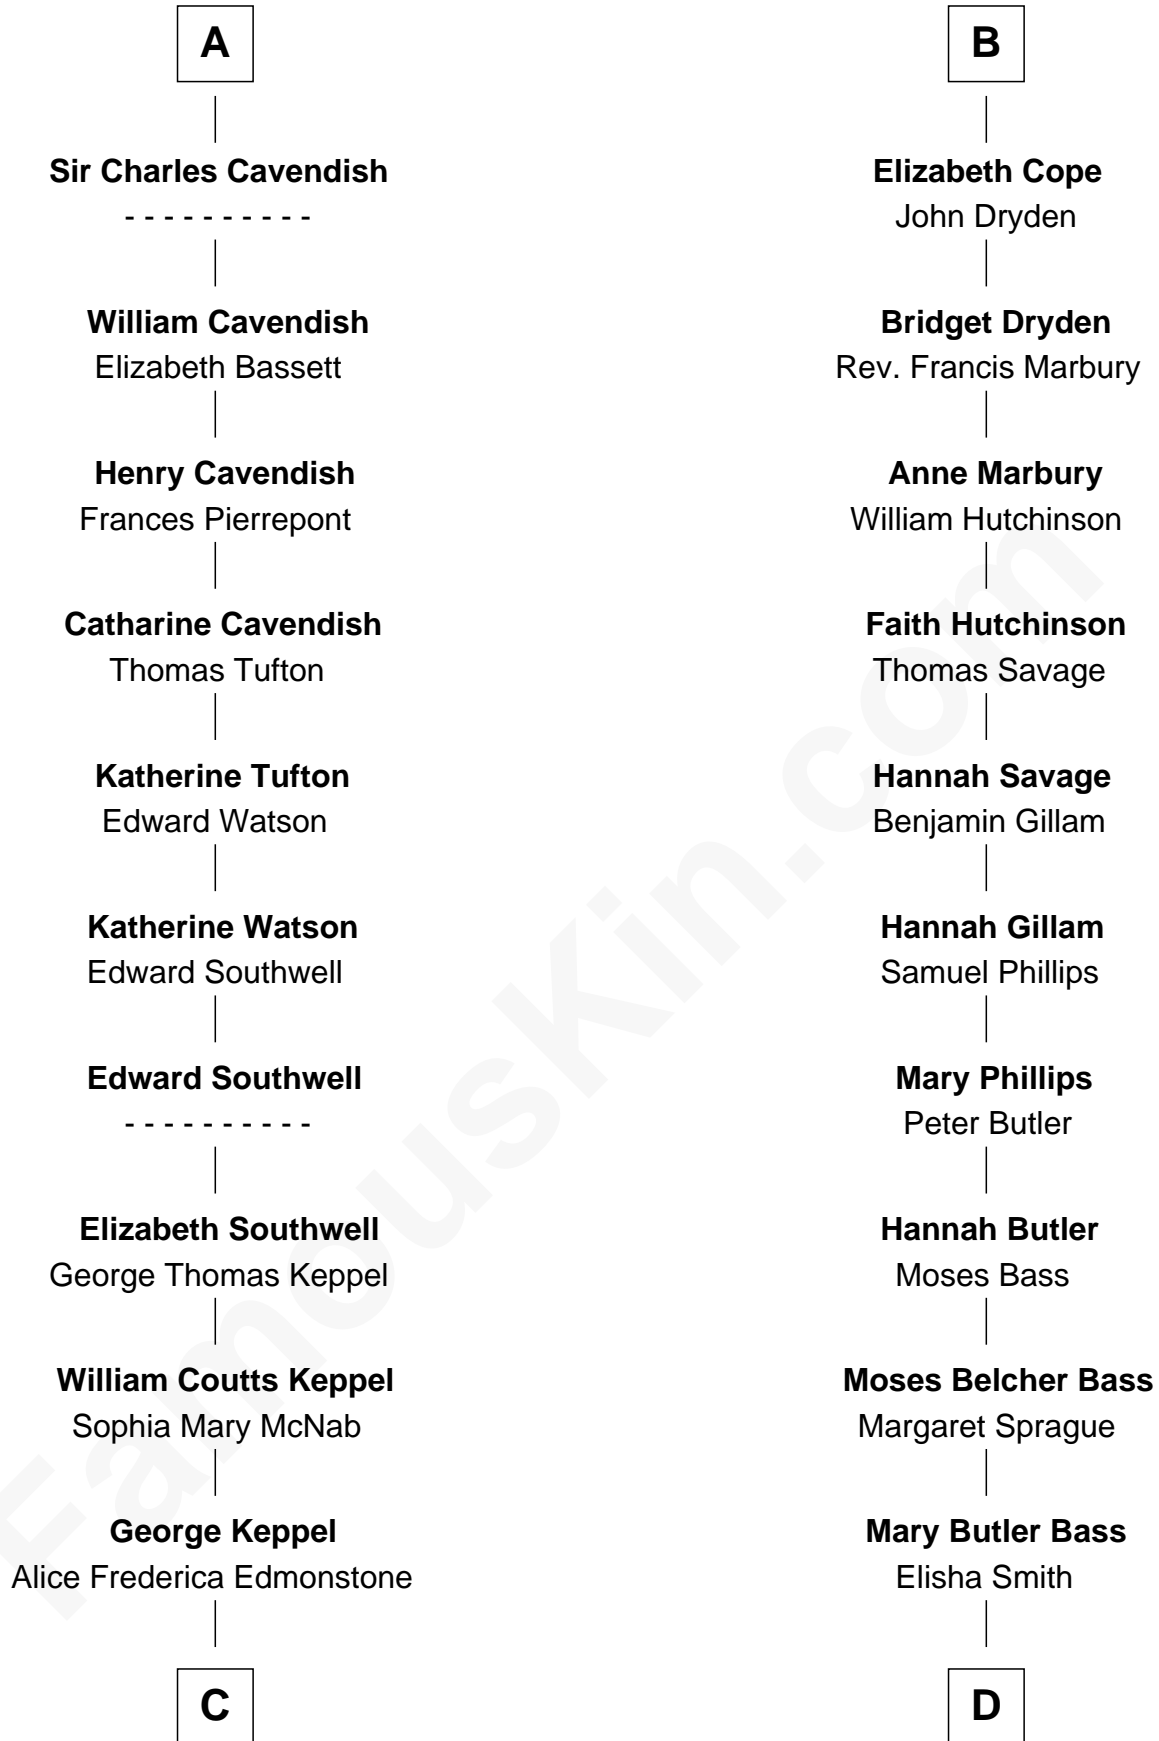 A
Sir Charles Cavendish
- - - - - - - - - -
William Cavendish
Elizabeth Bassett
Henry Cavendish
Frances Pierrepont
Catharine Cavendish
Thomas Tufton
Katherine Tufton
Edward Watson
Katherine Watson
Edward Southwell
Edward Southwell
- - - - - - - - - -
Elizabeth Southwell
George Thomas Keppel
William Coutts Keppel
Sophia Mary McNab
George Keppel
Alice Frederica Edmonstone
C
B
Elizabeth Cope
John Dryden
Bridget Dryden
Rev. Francis Marbury
Anne Marbury
William Hutchinson
Faith Hutchinson
Thomas Savage
Hannah Savage
Benjamin Gillam
Hannah Gillam
Samuel Phillips
Mary Phillips
Peter Butler
Hannah Butler
Moses Bass
Moses Belcher Bass
Margaret Sprague
Mary Butler Bass
Elisha Smith
D
FamousKin.com